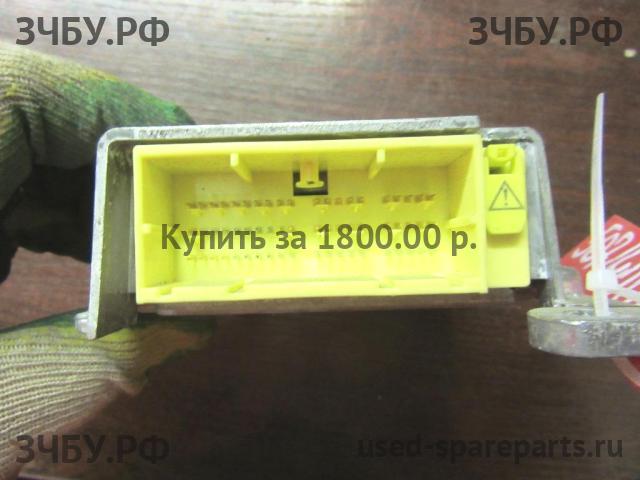 ЗЧБУ.РФ ЗЧБУ.РФ
Купить за 1800.00 р.
ЗЧБУ.РФ used-spareparts.ru